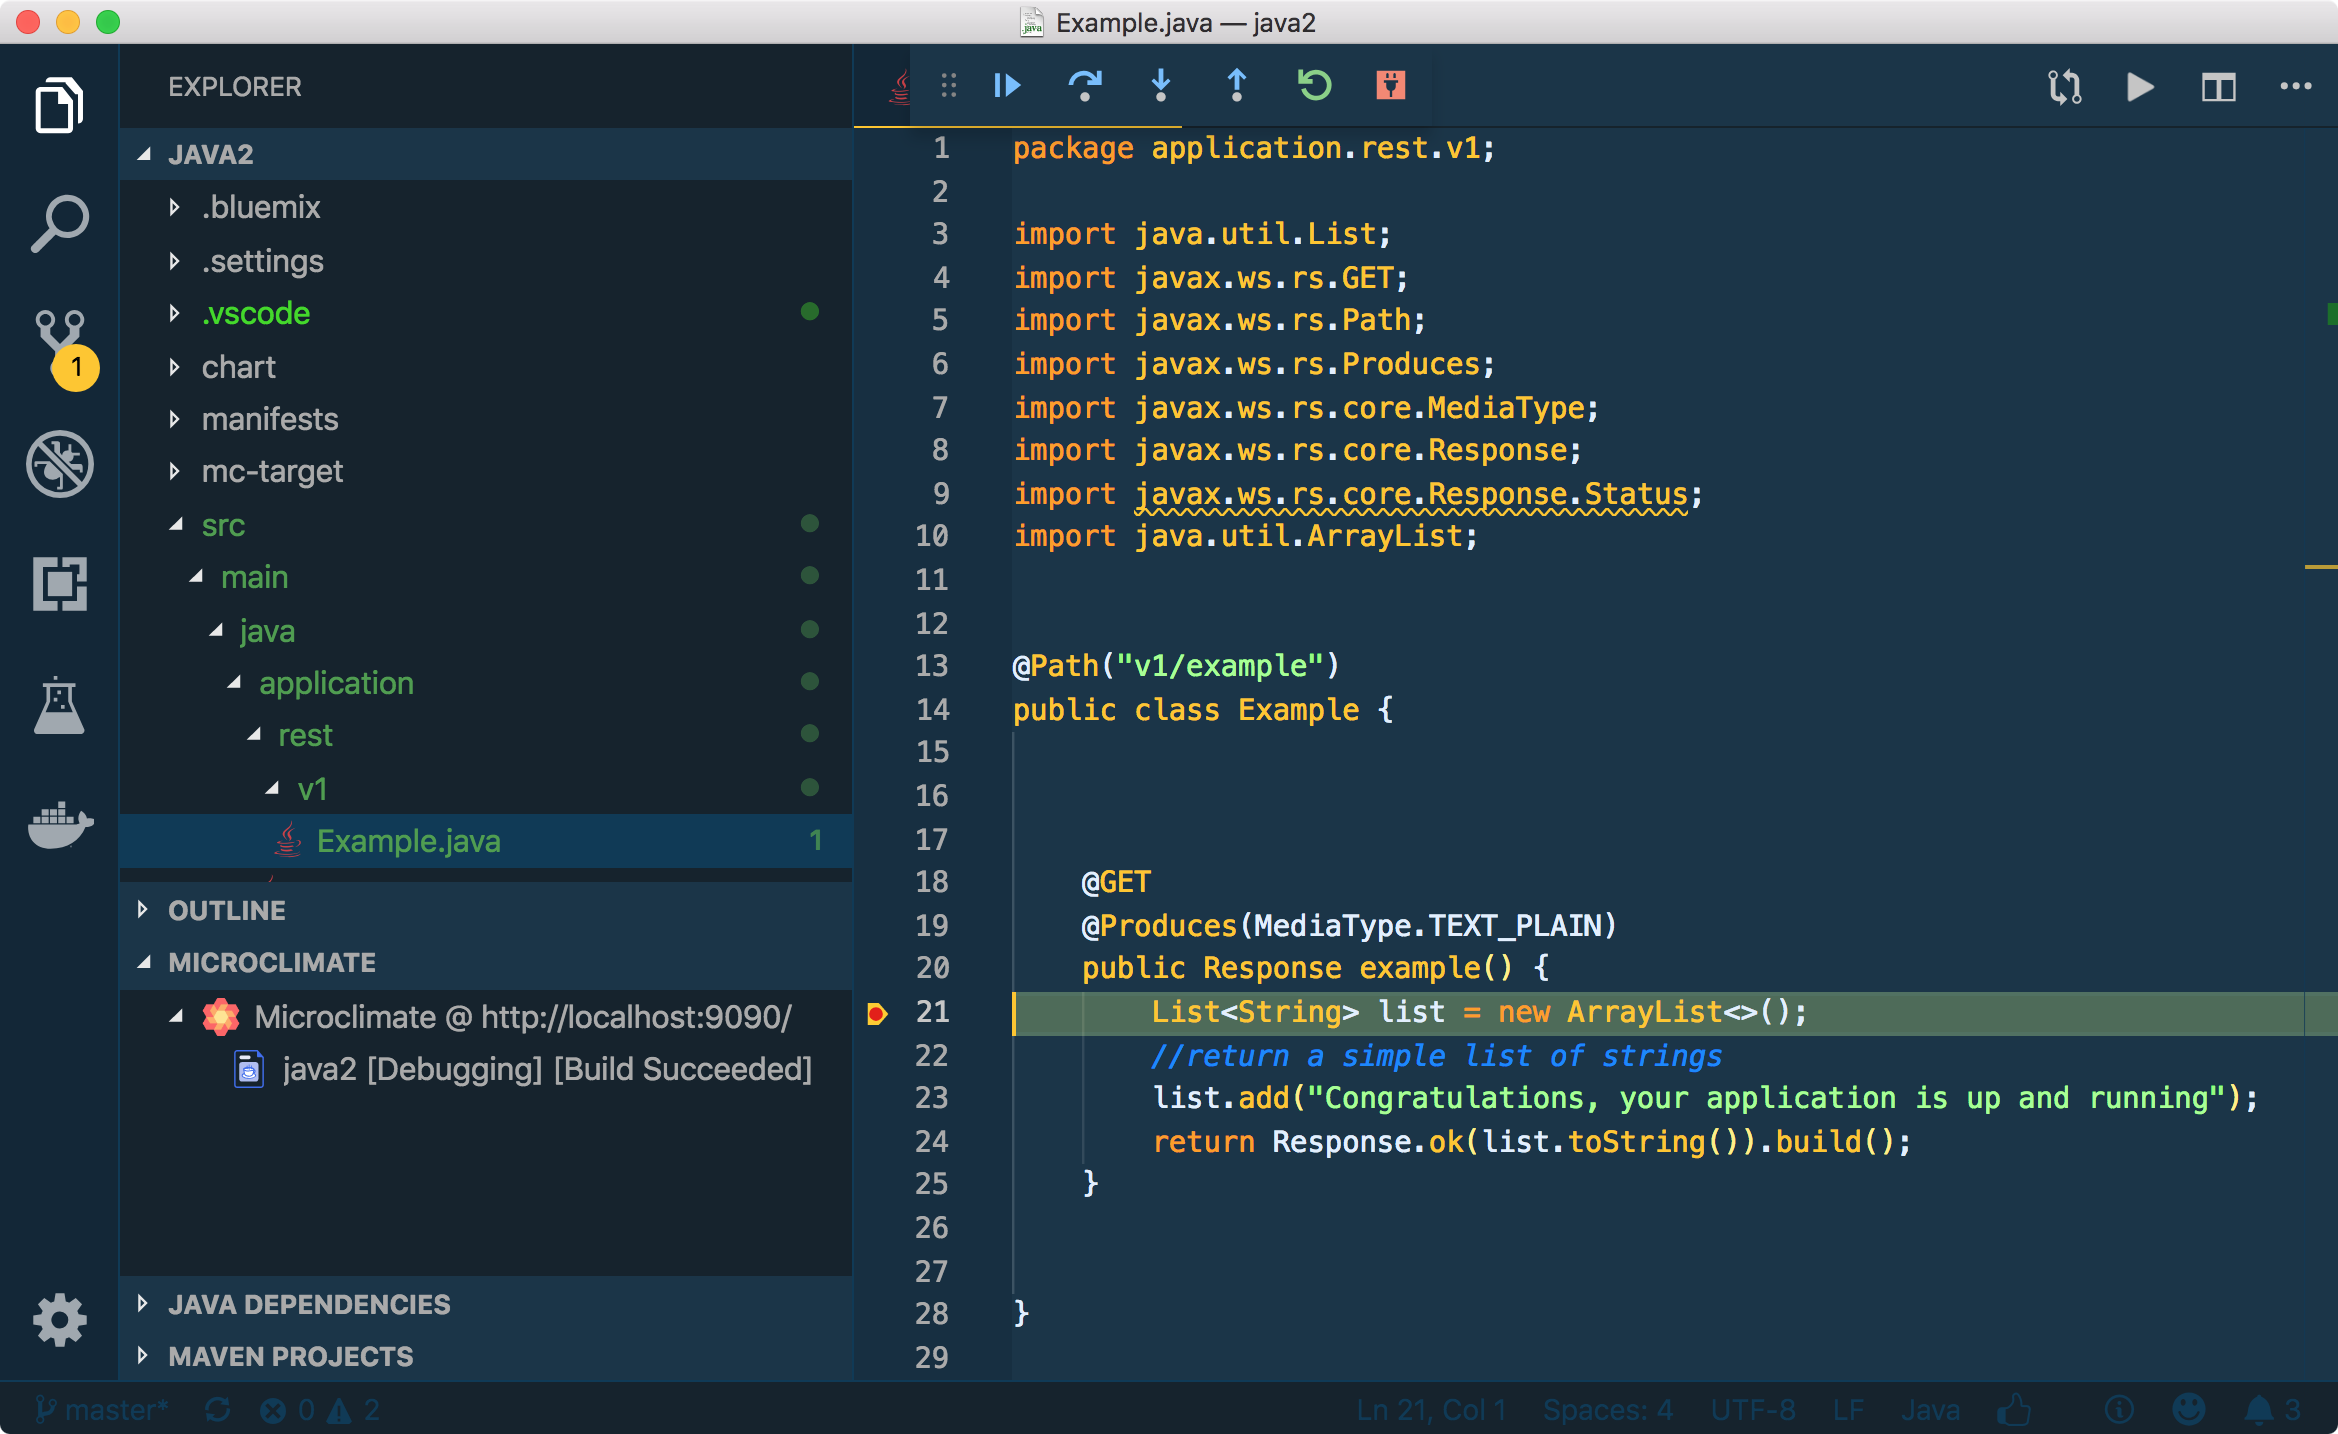 Example.java — java2
EXPLORER
JAVA2
.bluemix
.settings
.vscode
chart
manifests
mc-target
src
main
java
application
rest
v1
Example.java 1
OUTLINE
MICROCLIMATE
Microclimate @ http://localhost:9090/
java2 [Debugging] [Build Succeeded]
JAVA DEPENDENCIES
MAVEN PROJECTS
1
1 package application.rest.v1;
2
3 import java.util.List;
4 import javax.ws.rs.GET;
5 import javax.ws.rs.Path;
6 import javax.ws.rs.Produces;
7 import javax.ws.rs.core.MediaType;
8 import javax.ws.rs.core.Response;
9 import javax.ws.rs.core.Response.Status;
10 import java.util.ArrayList;
11
12
13 @Path("v1/example")
14 public class Example {
15
16
17
18 @GET
19 @Produces(MediaType.TEXT_PLAIN)
20 public Response example() {
21 List<String> list = new ArrayList<>();
22 //return a simple list of strings
23 list.add("Congratulations, your application is up and running");
24 return Response.ok(list.toString()).build();
25 }
26
27
28 }
29
master* 0 2 Ln 21, Col 1 Spaces: 4 UTF-8 LF Java 3